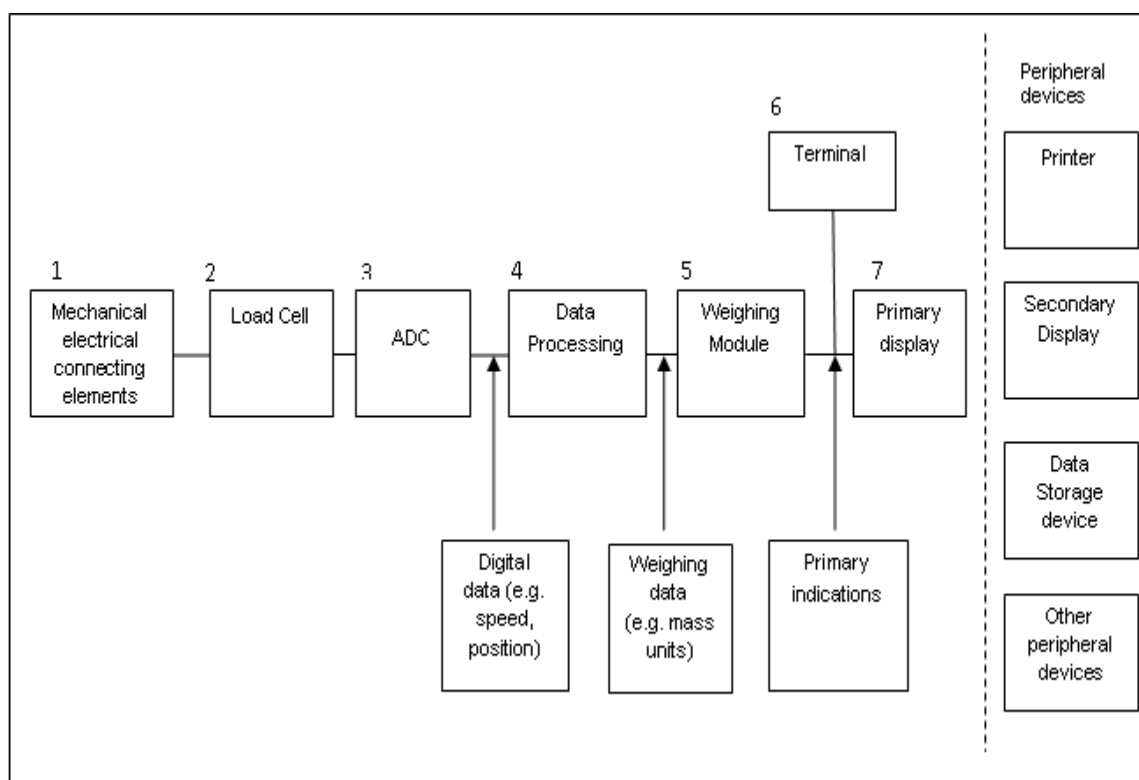 Peripheral
devices
6
Terminal
Printer
1
Mechanical
electrical
connecting
elements
2
Load Cell
3
ADC
4
Data
Processing
5
Weighing
Module
7
Primary
display
Secondary
Display
Digital
data (e.g.
speed,
position)
Weighing
data
(e.g. mass
units)
Primary
indications
Data
Storage
device
Other
peripheral
devices